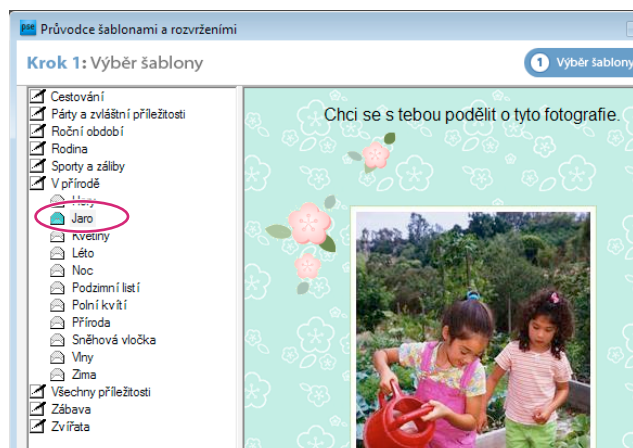 pse Průvodce šablonami a rozvrženími
Krok 1: Výběr šablony
1 Výběr šablony
Cestování
Párty a zvláštní příležitosti
Roční období
Rodina
Sporty a záliby
V přírodě
Hory
Jaro
Květiny
Léto
Noc
Podzimní listí
Polní kvítí
Příroda
Sněhová vločka
Vlny
Zima
Všechny příležitosti
Zábava
Zvířata
Chci se s tebou podělit o tyto fotografie.